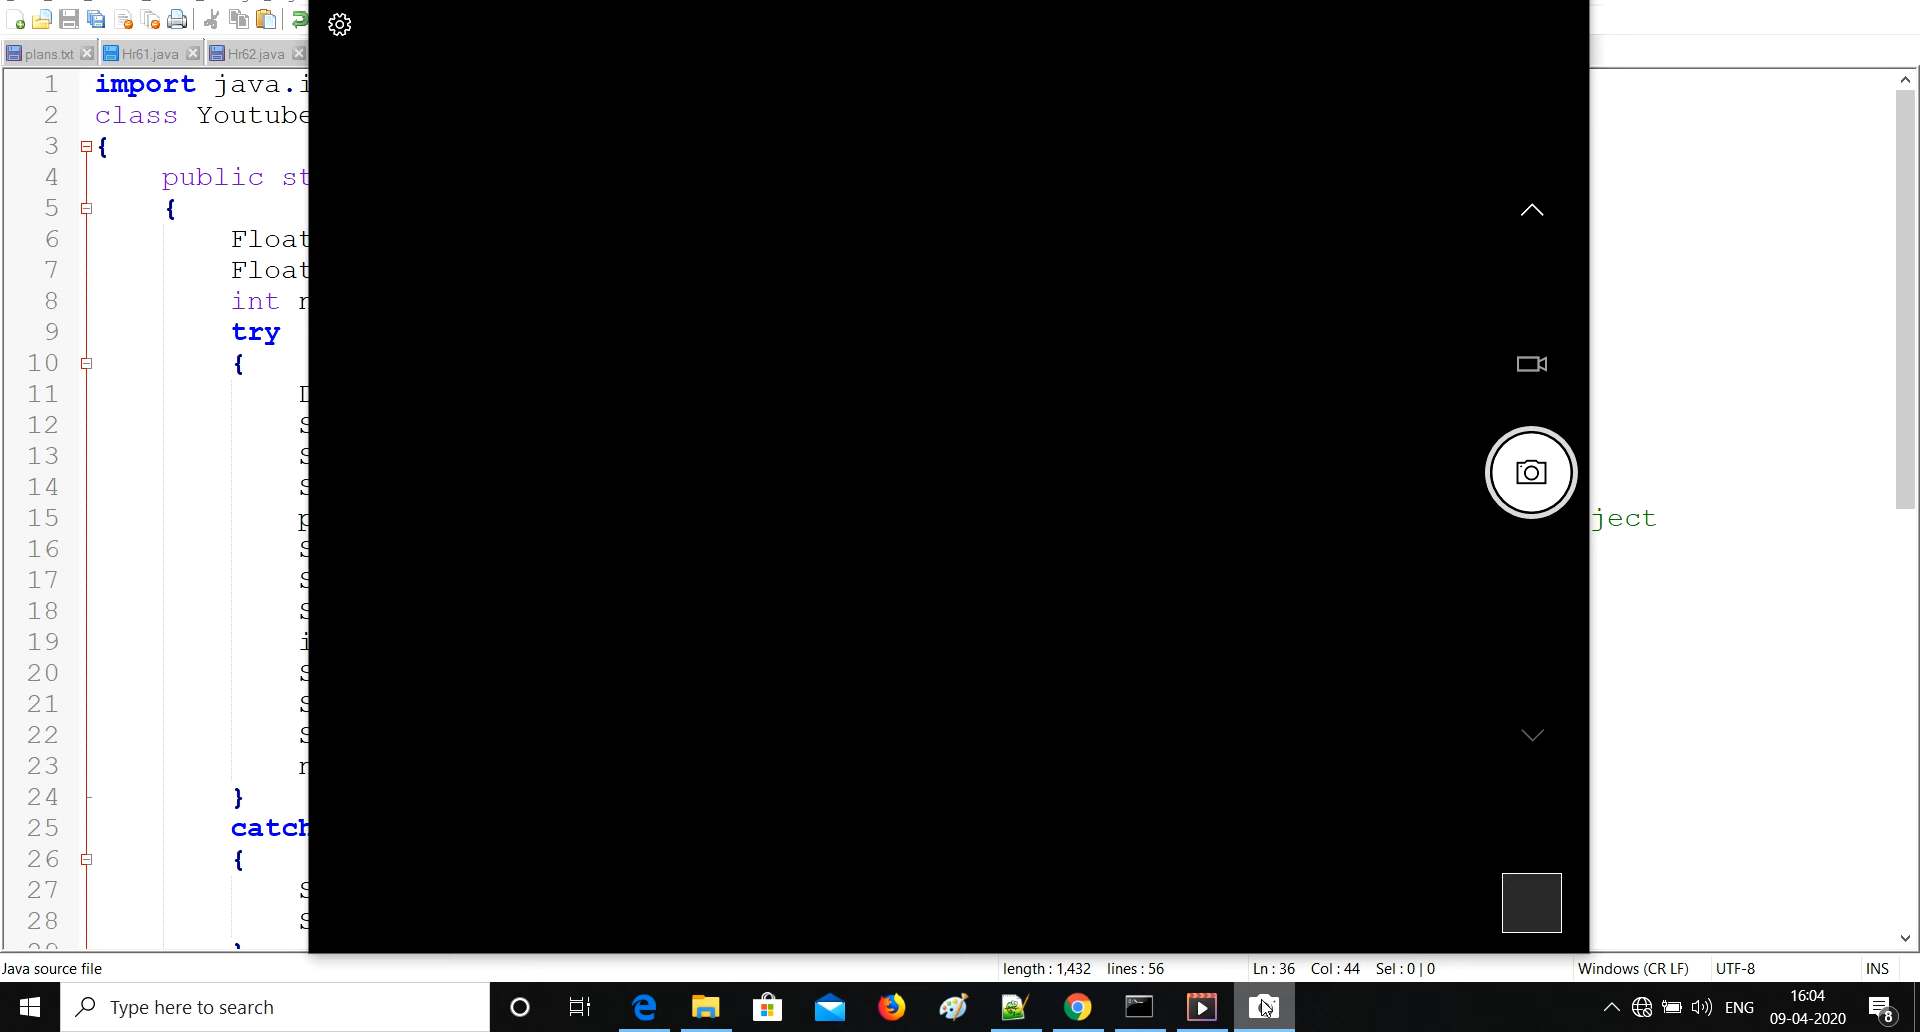 plans.txt Hr61.java Hr62.java
1 import java.i
2 class Youtube
3 {
4 public st
5 {
6 Float
7 Float
8 int
9 try
10 {
11
12 S
13 S
14 S
15 p ject
16 S
17 S
18 S
19 i
20 S
21 S
22 S
23
24 }
25 catch
26 {
27 S
28 S
Java source file length : 1,432 lines : 56 Ln : 36 Col : 44 Sel : 0 | 0 Windows (CR LF) UTF-8 INS
Type here to search ENG 16:04
09-04-2020 8